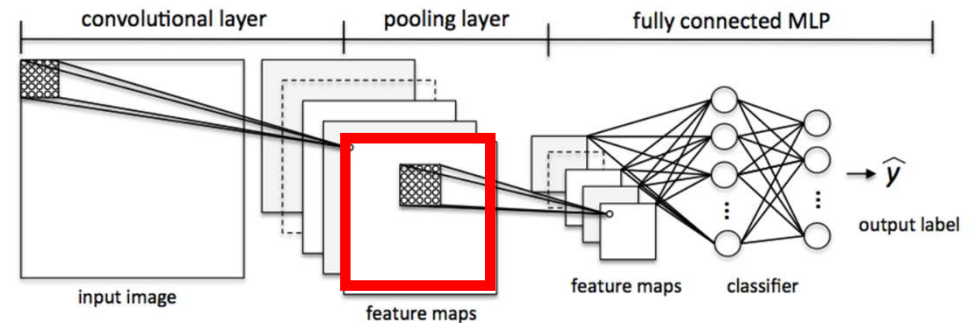 convolutional layer
pooling layer
fully connected MLP
ŷ
output label
input image
feature maps
feature maps
classifier